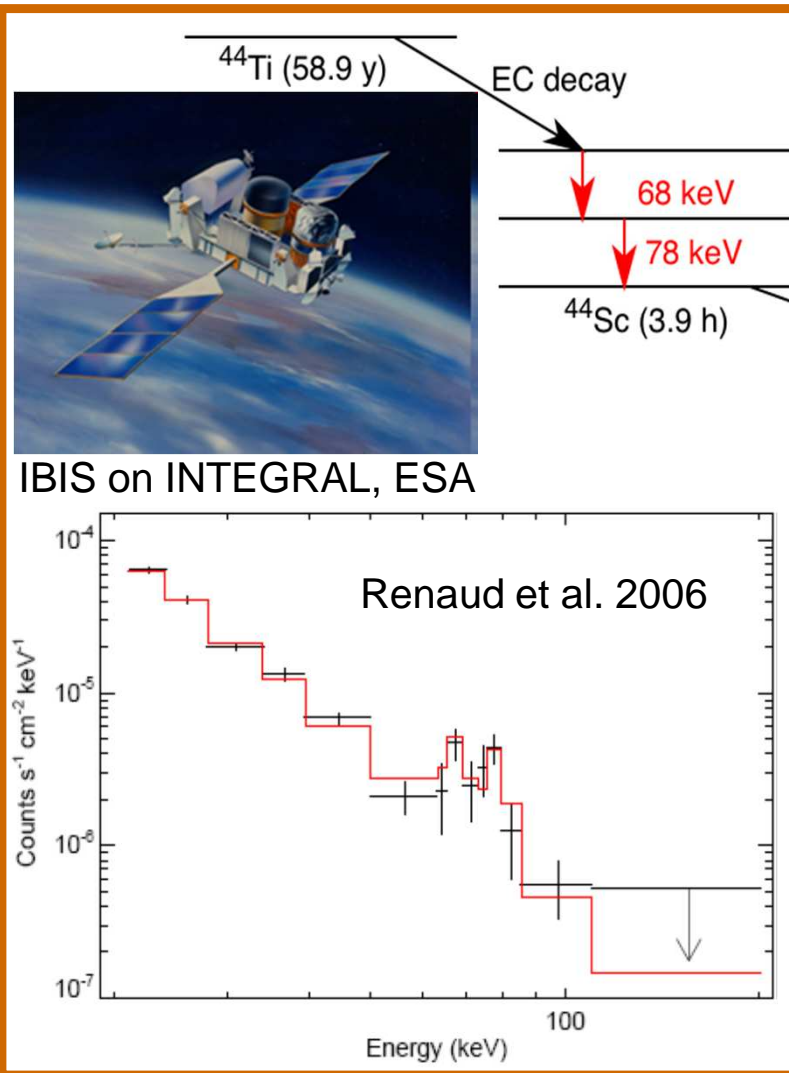 ⁴⁴Ti (58.9 y)
EC decay
68 keV
78 keV
⁴⁴Sc (3.9 h)
IBIS on INTEGRAL, ESA
Renaud et al. 2006
Counts s⁻¹ cm⁻² keV⁻¹
10⁻⁴
10⁻⁵
10⁻⁶
10⁻⁷
100
Energy (keV)